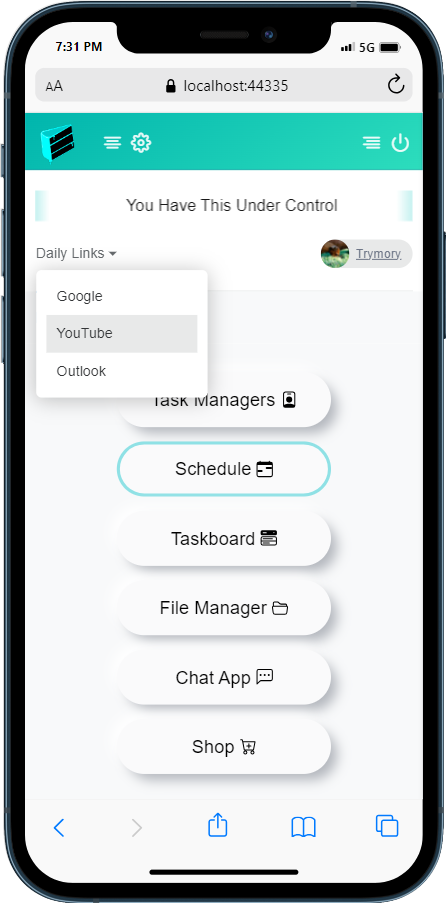 7:31 PM
5G
AA
localhost:44335
You Have This Under Control
Daily Links
Trymory
Google
YouTube
Outlook
Task Managers
Schedule
Taskboard
File Manager
Chat App
Shop